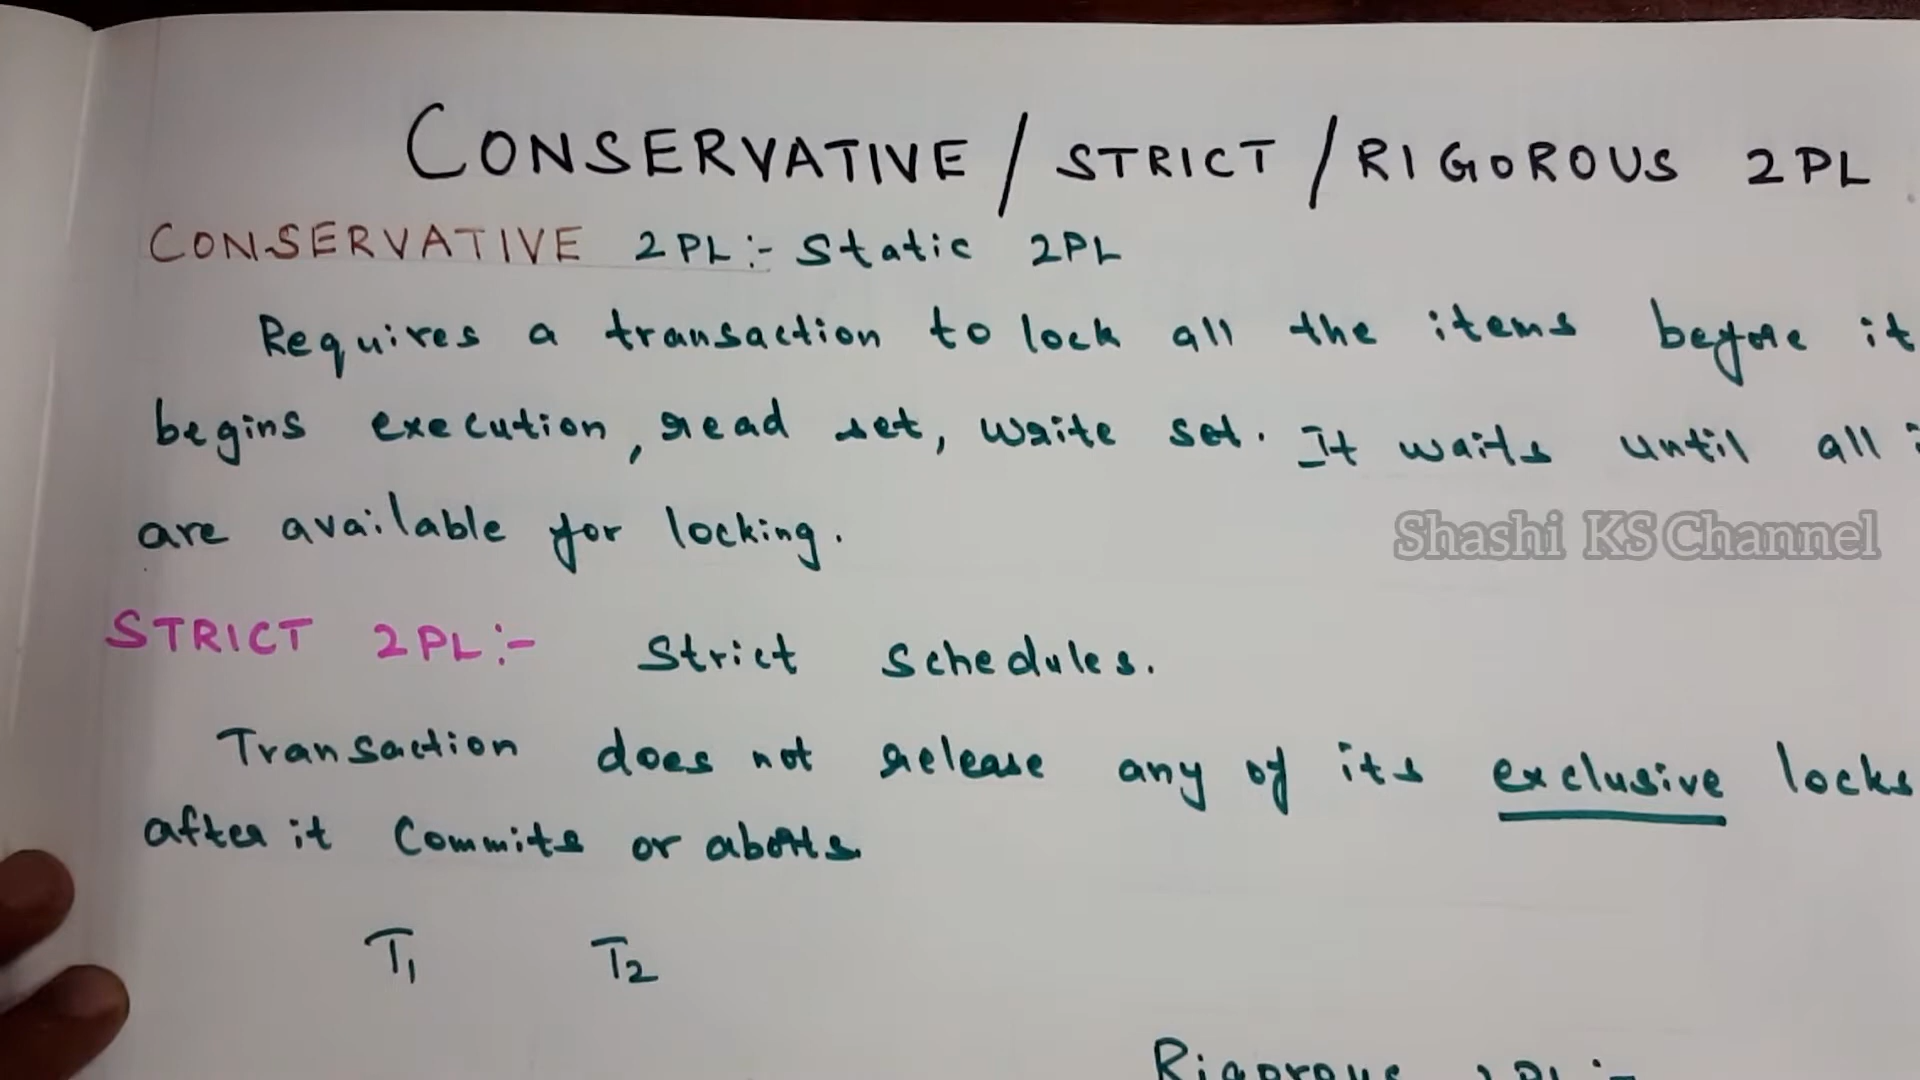 CONSERVATIVE / STRICT / RIGOROUS 2PL
CONSERVATIVE 2PL:- Static 2PL
Requires a transaction to lock all the items before it
begins execution, read set, write set. It waits until all
are available for locking.
Shashi KS Channel
STRICT 2PL:- Strict Schedules.
Transaction does not release any of its exclusive locks
after it Commits or aborts.
T1 T2
Rigorous 2PL:-